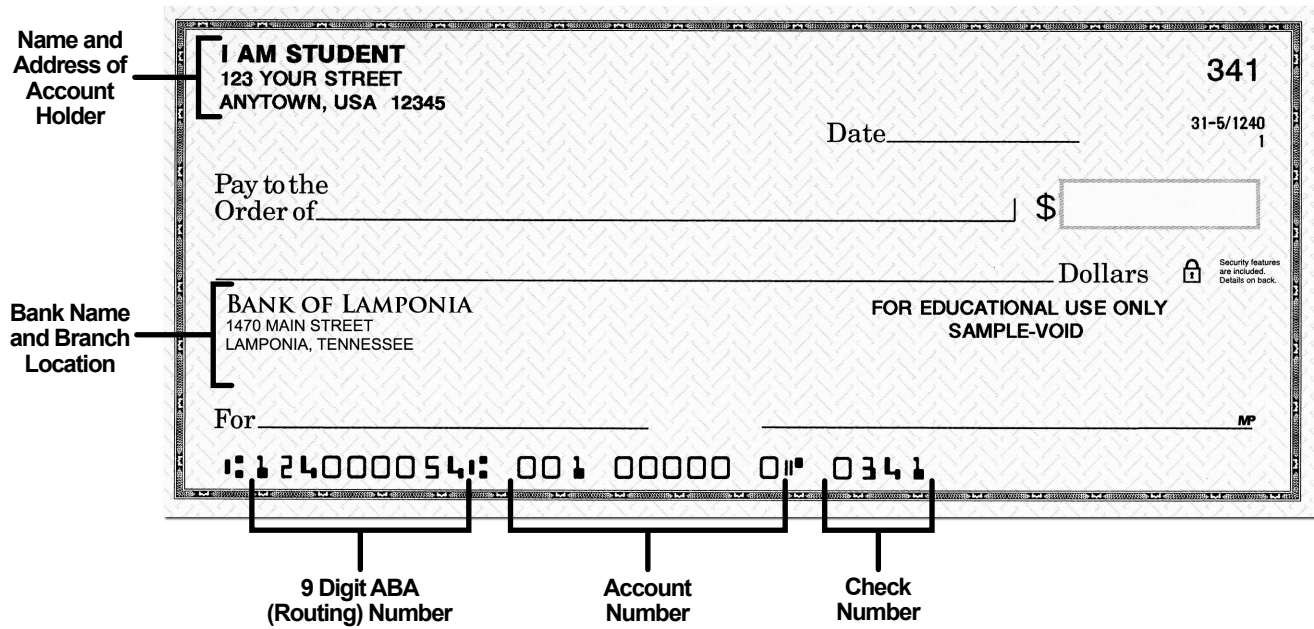 Name and
Address of
Account
Holder
I AM STUDENT
123 YOUR STREET
ANYTOWN, USA 12345
341
Date
31-5/1240
1
Pay to the
Order of
$
Dollars
Security features
are included.
Details on back.
Bank Name
and Branch
Location
BANK OF LAMPONIA
1470 MAIN STREET
LAMPONIA, TENNESSEE
FOR EDUCATIONAL USE ONLY
SAMPLE-VOID
For
MP
⑆124000054⑆ 001 00000 0⑈ 0341
9 Digit ABA
(Routing) Number
Account
Number
Check
Number